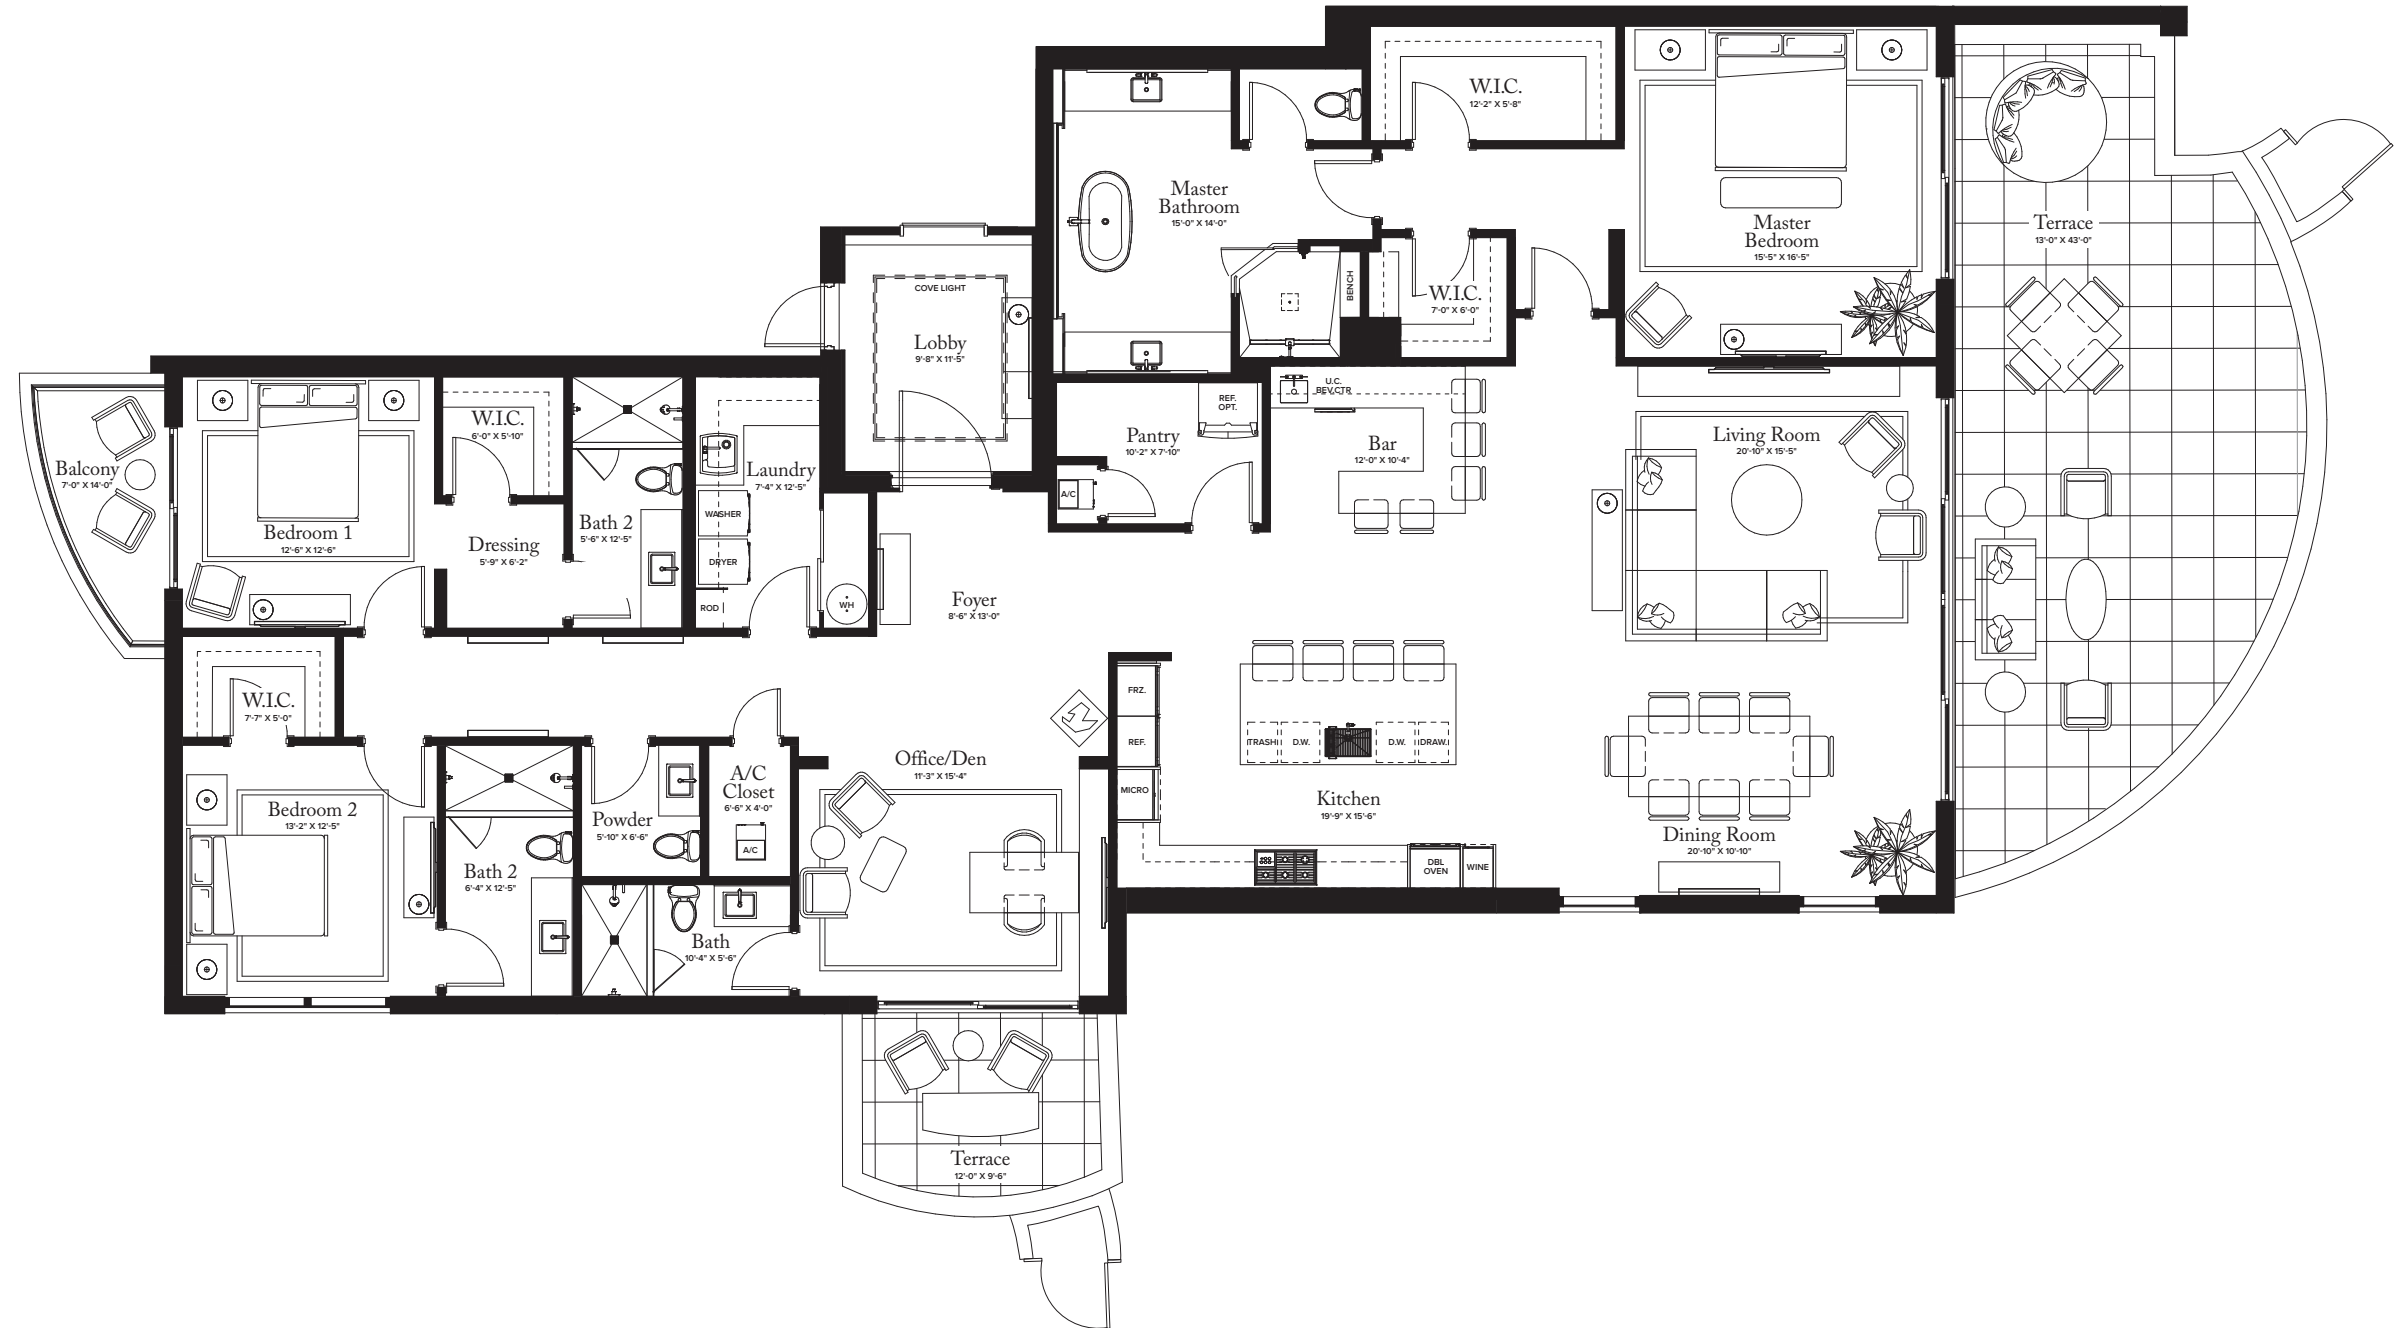 W.I.C.
12'-2" X 5'-8"
Master
Bathroom
15'-0" X 14'-0"
Master
Bedroom
15'-5" X 16'-5"
Terrace
13'-0" X 43'-0"
COVE LIGHT
Lobby
9'-8" X 11'-5"
BENCH
W.I.C.
7'-0" X 6'-0"
U.C.
BEV.CTR
REF.
OPT.
Pantry
10'-2" X 7'-10"
A/C
Bar
12'-0" X 10'-4"
Living Room
20'-10" X 15'-5"
Balcony
7'-0" X 14'-0"
Bedroom 1
12'-6" X 12'-6"
W.I.C.
6'-0" X 5'-10"
Dressing
5'-9" X 6'-2"
Bath 2
5'-6" X 12'-5"
Laundry
7'-4" X 12'-5"
WASHER
DRYER
ROD
WH
Foyer
8'-6" X 13'-0"
W.I.C.
7'-7" X 5'-0"
FRZ.
REF.
MICRO
TRASH
D.W.
D.W.
DRAW.
Office/Den
11'-3" X 15'-4"
A/C
Closet
6'-6" X 4'-0"
A/C
Bedroom 2
13'-2" X 12'-5"
Powder
5'-10" X 6'-6"
Kitchen
19'-9" X 15'-6"
Dining Room
20'-10" X 10'-10"
DBL
OVEN
WINE
Bath 2
6'-4" X 12'-5"
Bath
10'-4" X 5'-6"
Terrace
12'-0" X 9'-6"